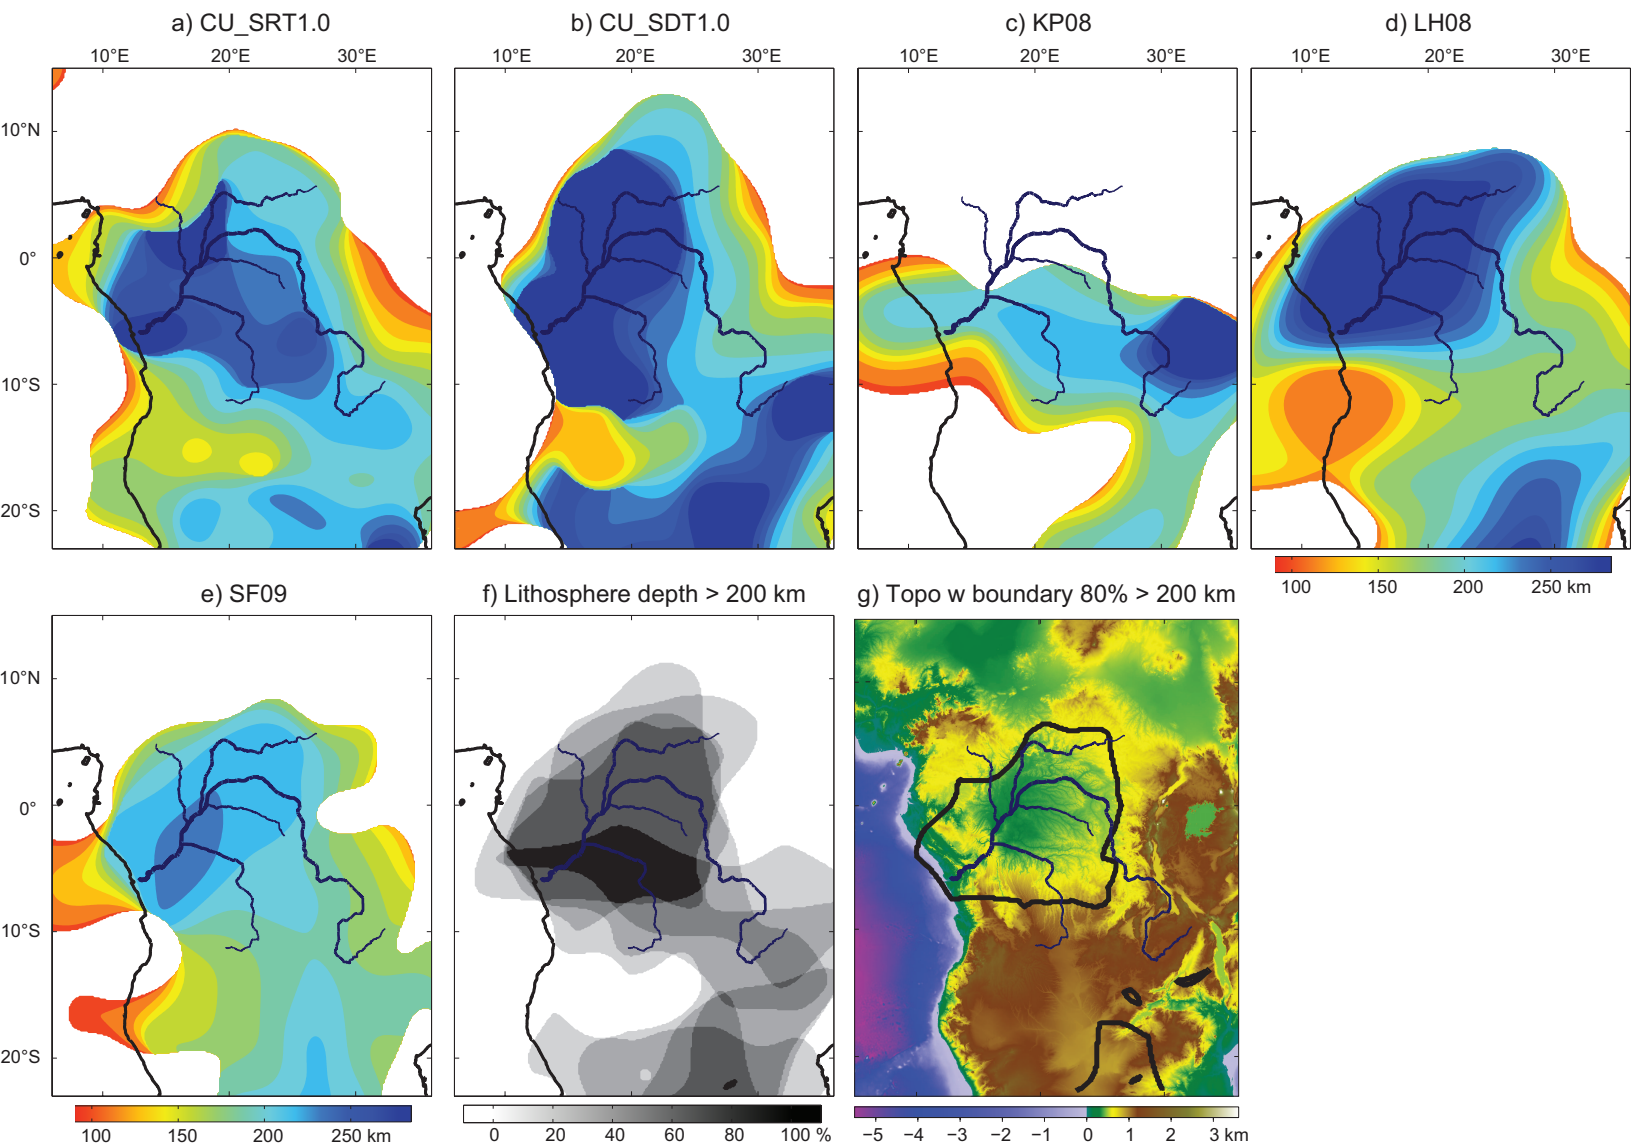 a) CU_SRT1.0
b) CU_SDT1.0
c) KP08
d) LH08
10°E 20°E 30°E
10°E 20°E 30°E
10°E 20°E 30°E
10°E 20°E 30°E
10°N
0°
10°S
20°S
100 150 200 250 km
e) SF09
f) Lithosphere depth > 200 km
g) Topo w boundary 80% > 200 km
10°N
0°
10°S
20°S
100 150 200 250 km
0 20 40 60 80 100 %
−5 −4 −3 −2 −1 0 1 2 3 km